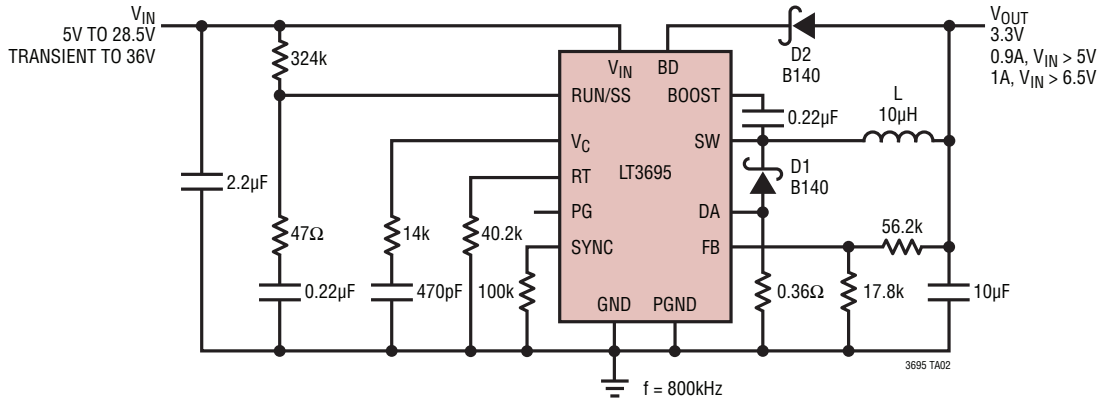 VIN
5V TO 28.5V
TRANSIENT TO 36V
324k
VIN
BD
D2
B140
VOUT
3.3V
0.9A, VIN > 5V
1A, VIN > 6.5V
RUN/SS
BOOST
0.22µF
L
10µH
VC
SW
LT3695
RT
D1
B140
2.2µF
PG
DA
47Ω
14k
40.2k
SYNC
FB
56.2k
0.22µF
470pF
100k
GND
PGND
0.36Ω
17.8k
10µF
3695 TA02
f = 800kHz